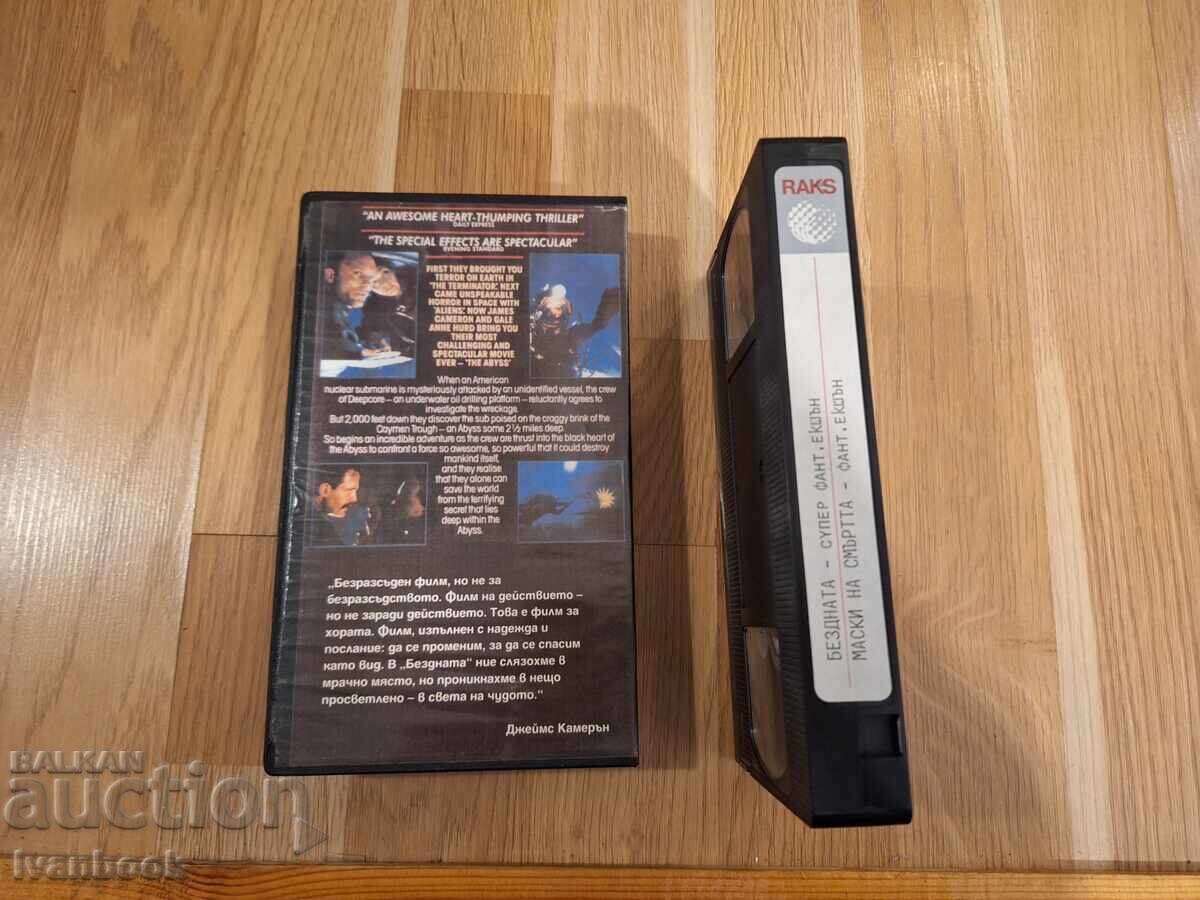 "AN AWESOME HEART-THUMPING THRILLER"
DAILY EXPRESS
"THE SPECIAL EFFECTS ARE SPECTACULAR"
EVENING STANDARD
FIRST THEY BROUGHT YOU
TERROR ON EARTH IN
'THE TERMINATOR'. NEXT
CAME UNSPEAKABLE
HORROR IN SPACE WITH
'ALIENS'. NOW JAMES
CAMERON AND GALE
ANNE HURD BRING YOU
THEIR MOST
CHALLENGING AND
SPECTACULAR MOVIE
EVER – 'THE ABYSS'
When an American
nuclear submarine is mysteriously attacked by an unidentified vessel, the crew
of Deepcore – an underwater oil drilling platform – reluctantly agrees to
investigate the wreckage.
But 2,000 feet down they discover the sub poised on the craggy brink of the
Caymen Trough – an Abyss some 2½ miles deep.
So begins an incredible adventure as the crew are thrust into the black heart of
the Abyss to confront a force so awesome, so powerful that it could destroy
mankind itself,
and they realise
that they alone can
save the world
from the terrifying
secret that lies
deep within the
Abyss.
„Безразсъден филм, но не за
безразсъдството. Филм на действието –
но не заради действието. Това е филм за
хората. Филм, изпълнен с надежда и
послание: да се променим, за да се спасим
като вид. В „Бездната“ ние слязохме в
мрачно място, но проникнахме в нещо
просветлено – в света на чудото.“
Джеймс Камерън
RAKS
БЕЗДНАТА - СУПЕР ФАНТ.ЕКШЪН
МАСКИ НА СМЪРТТА - ФАНТ.ЕКШЪН
BALKAN
auction
Ivanbook